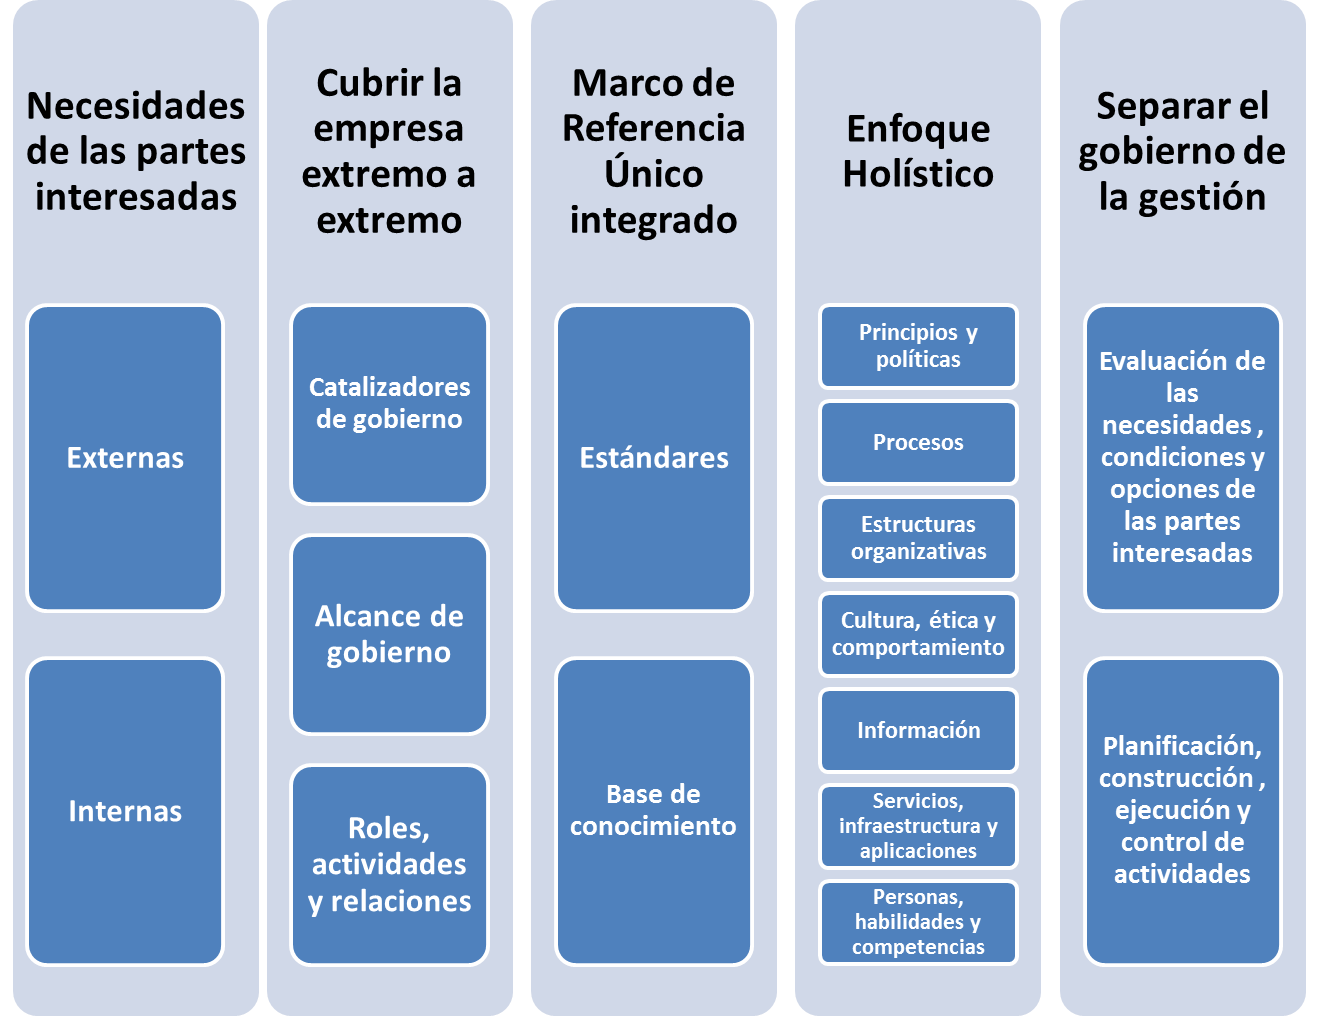 Necesidades
de las partes
interesadas
Externas
Internas
Cubrir la
empresa
extremo a
extremo
Catalizadores
de gobierno
Alcance de
gobierno
Roles,
actividades
y relaciones
Marco de
Referencia
Único
integrado
Estándares
Base de
conocimiento
Enfoque
Holístico
Principios y
políticas
Procesos
Estructuras
organizativas
Cultura, ética y
comportamiento
Información
Servicios,
infraestructura y
aplicaciones
Personas,
habilidades y
competencias
Separar el
gobierno de
la gestión
Evaluación de
las
necesidades ,
condiciones y
opciones de
las partes
interesadas
Planificación,
construcción ,
ejecución y
control de
actividades